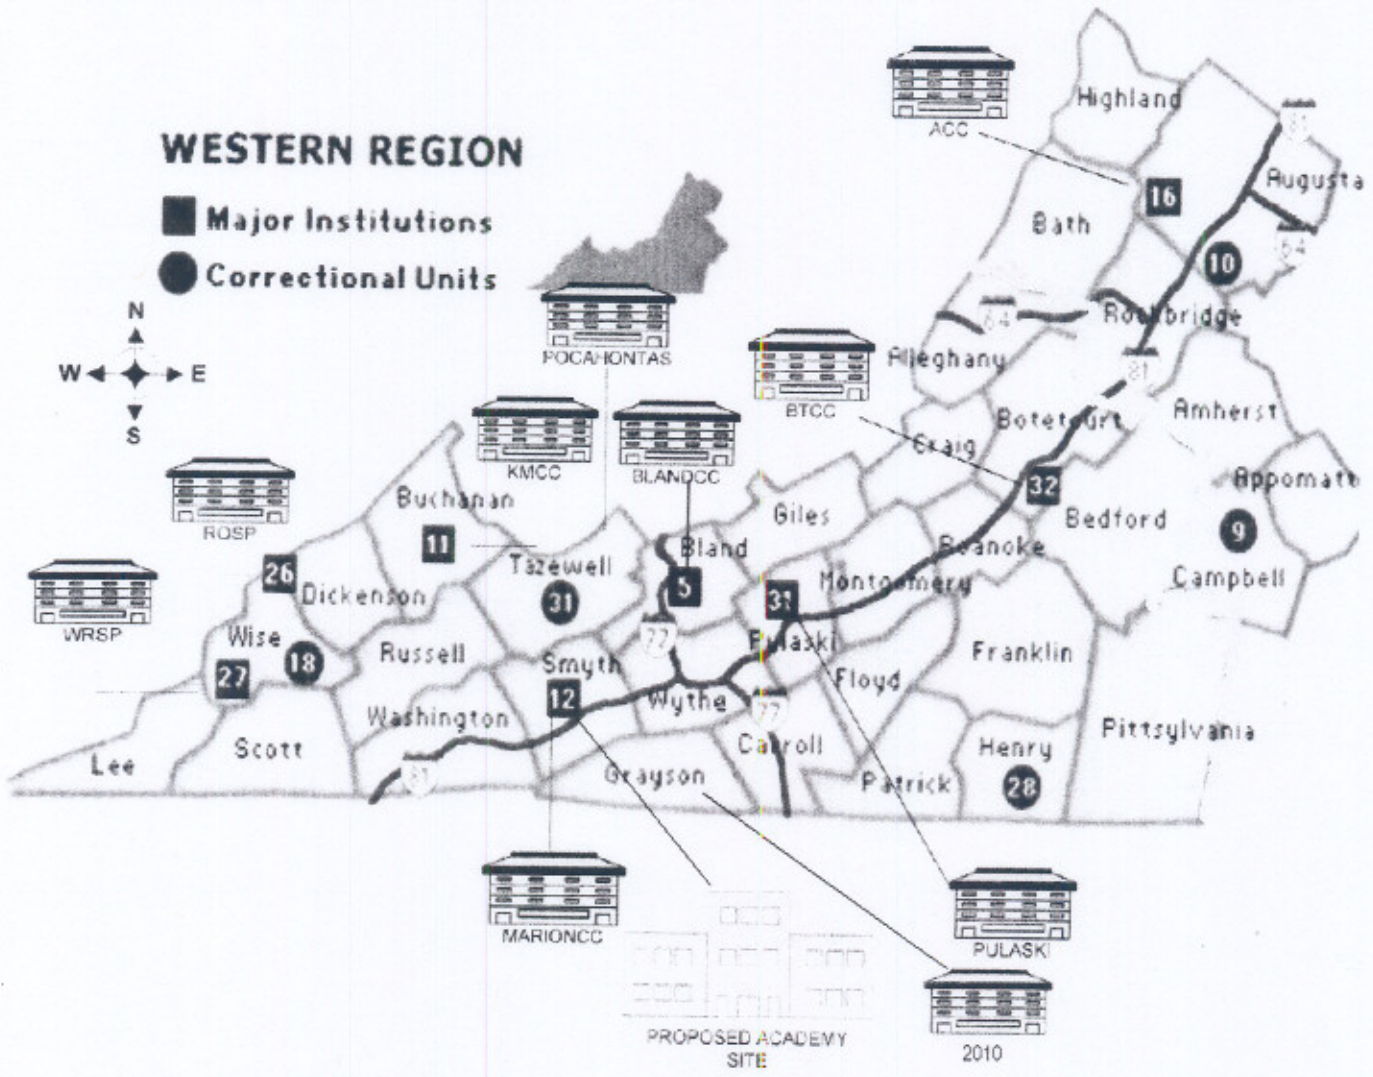 WESTERN REGION
Major Institutions
Correctional Units
N
W
E
S
ACC
Highland
81
Augusta
16
Bath
64
10
POCAHONTAS
64
Rockbridge
Alleghany
BTCC
81
Amherst
Botetourt
Craig
KMCC
BLANDCC
ROSP
Buchanan
32
Appomatt
Giles
Bedford
9
11
Bland
Roanoke
WRSP
26
Tazewell
Montgomery
Campbell
Dickenson
31
5
31
Wise
18
Russell
77
Pulaski
Franklin
27
Smyth
Floyd
12
Wythe
77
Washington
Carroll
Pittsylvania
Lee
Scott
Henry
81
Grayson
Patrick
28
MARIONCC
PULASKI
PROPOSED ACADEMY
SITE
2010